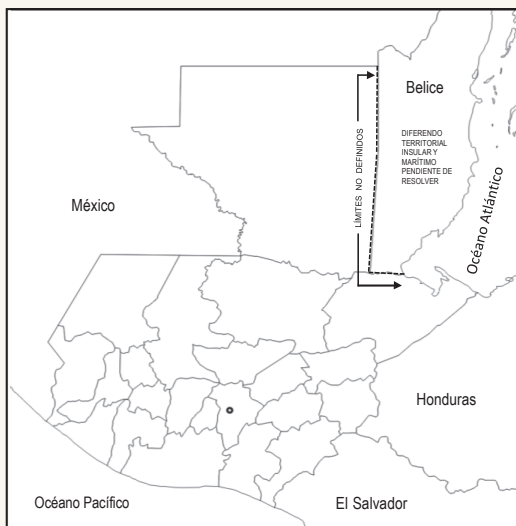 Belice
DIFERENDO
TERRITORIAL
INSULAR Y
MARÍTIMO
PENDIENTE DE
RESOLVER
LÍMITES NO DEFINIDOS
Océano Atlántico
México
Honduras
Océano Pacífico
El Salvador